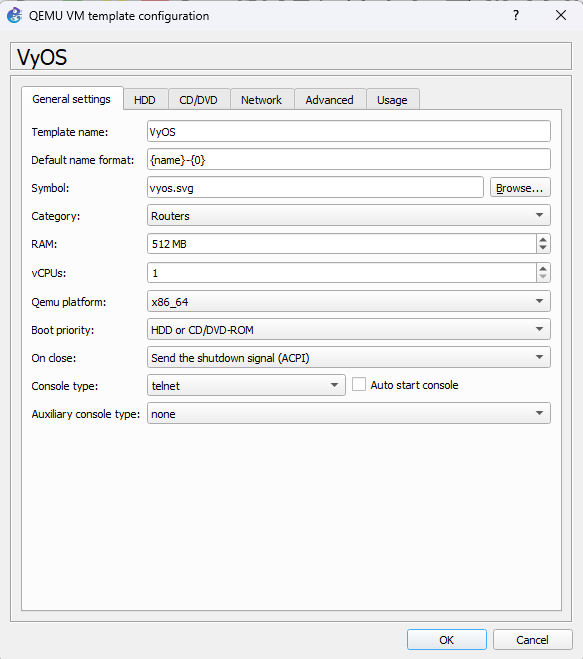 QEMU VM template configuration
VyOS
General settings HDD CD/DVD Network Advanced Usage
Template name: VyOS
Default name format: {name}-{0}
Symbol: vyos.svg Browse...
Category: Routers
RAM: 512 MB
vCPUs: 1
Qemu platform: x86_64
Boot priority: HDD or CD/DVD-ROM
On close: Send the shutdown signal (ACPI)
Console type: telnet Auto start console
Auxiliary console type: none
OK Cancel